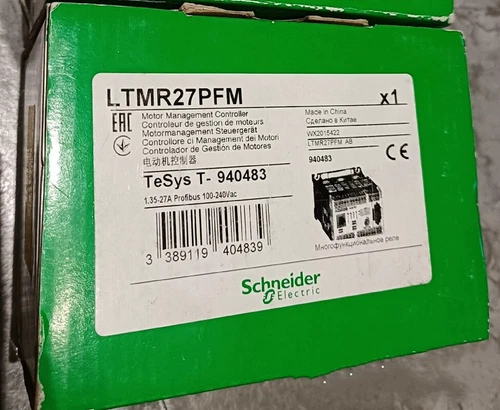 LTMR27PFM x1
EAC
Motor Management Controller
Controleur de gestion de moteurs
Motormanagement Steuergerät
Controllore ci Management dei Motori
Controlador de Gestión de Motores
电动机控制器
Made in China
Сделано в Китае
WX2015422
LTMR27PFM AB
940483
CE
TeSys T- 940483
1.35-27A Profibus 100-240Vac
3 389119 404839
Многофункциональное реле
Schneider
Electric